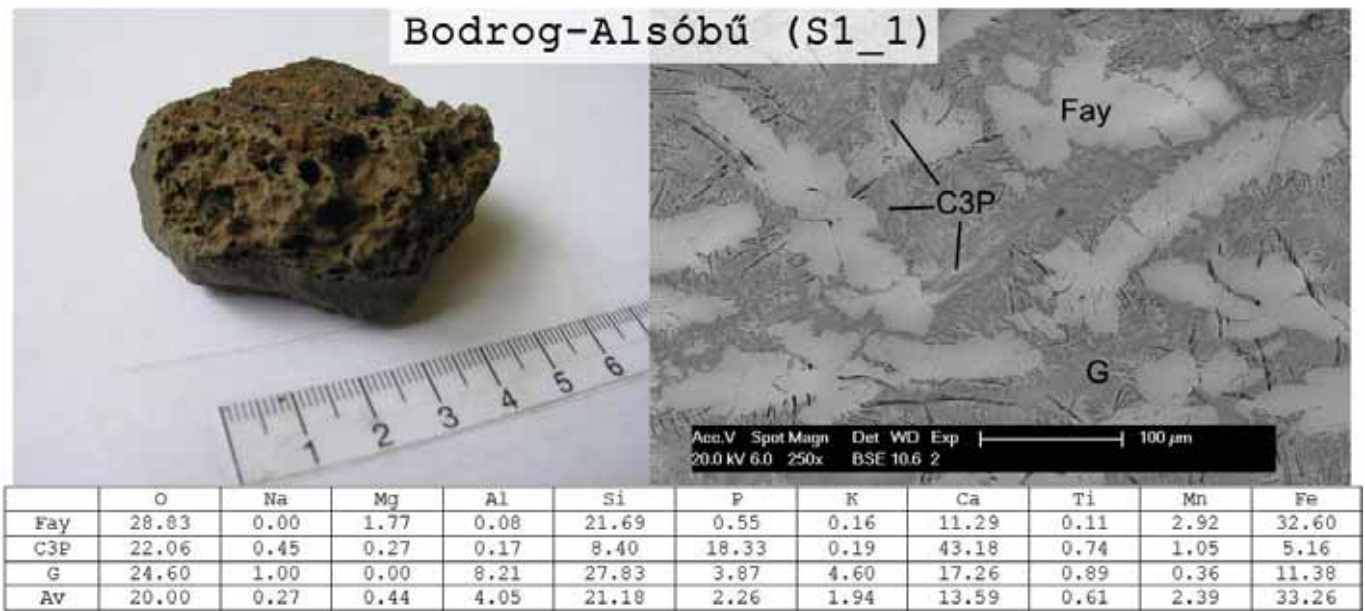 Bodrog-Alsóbű (S1_1)
1 2 3 4 5 6
Fay
C3P
G
Acc.V Spot Magn Det WD Exp 100 µm
20.0 kV 6.0 250x BSE 10.6 2
O Na Mg Al Si P K Ca Ti Mn Fe
Fay 28.83 0.00 1.77 0.08 21.69 0.55 0.16 11.29 0.11 2.92 32.60
C3P 22.06 0.45 0.27 0.17 8.40 18.33 0.19 43.18 0.74 1.05 5.16
G 24.60 1.00 0.00 8.21 27.83 3.87 4.60 17.26 0.89 0.36 11.38
Av 20.00 0.27 0.44 4.05 21.18 2.26 1.94 13.59 0.61 2.39 33.26